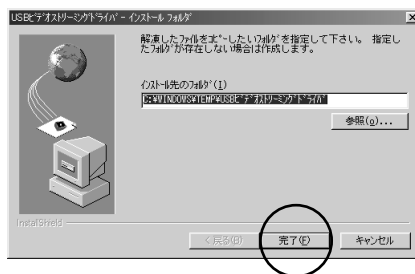 USBﾋﾞﾃﾞｵｽﾄﾘｰﾐﾝｸﾞﾄﾞﾗｲﾊﾞ - ｲﾝｽﾄｰﾙ ﾌｫﾙﾀﾞ
解凍したﾌｧｲﾙをｺﾋﾟｰしたいﾌｫﾙﾀﾞを指定して下さい。 指定し
たﾌｫﾙﾀﾞが存在しない場合は作成します。
ｲﾝｽﾄｰﾙ先のﾌｫﾙﾀﾞ(I)
C:¥WINDOWS¥TEMP¥USBﾋﾞﾃﾞｵｽﾄﾘｰﾐﾝｸﾞﾄﾞﾗｲﾊﾞ
参照(o)...
InstallShield
< 戻る(B) 完了(F) キャンセル